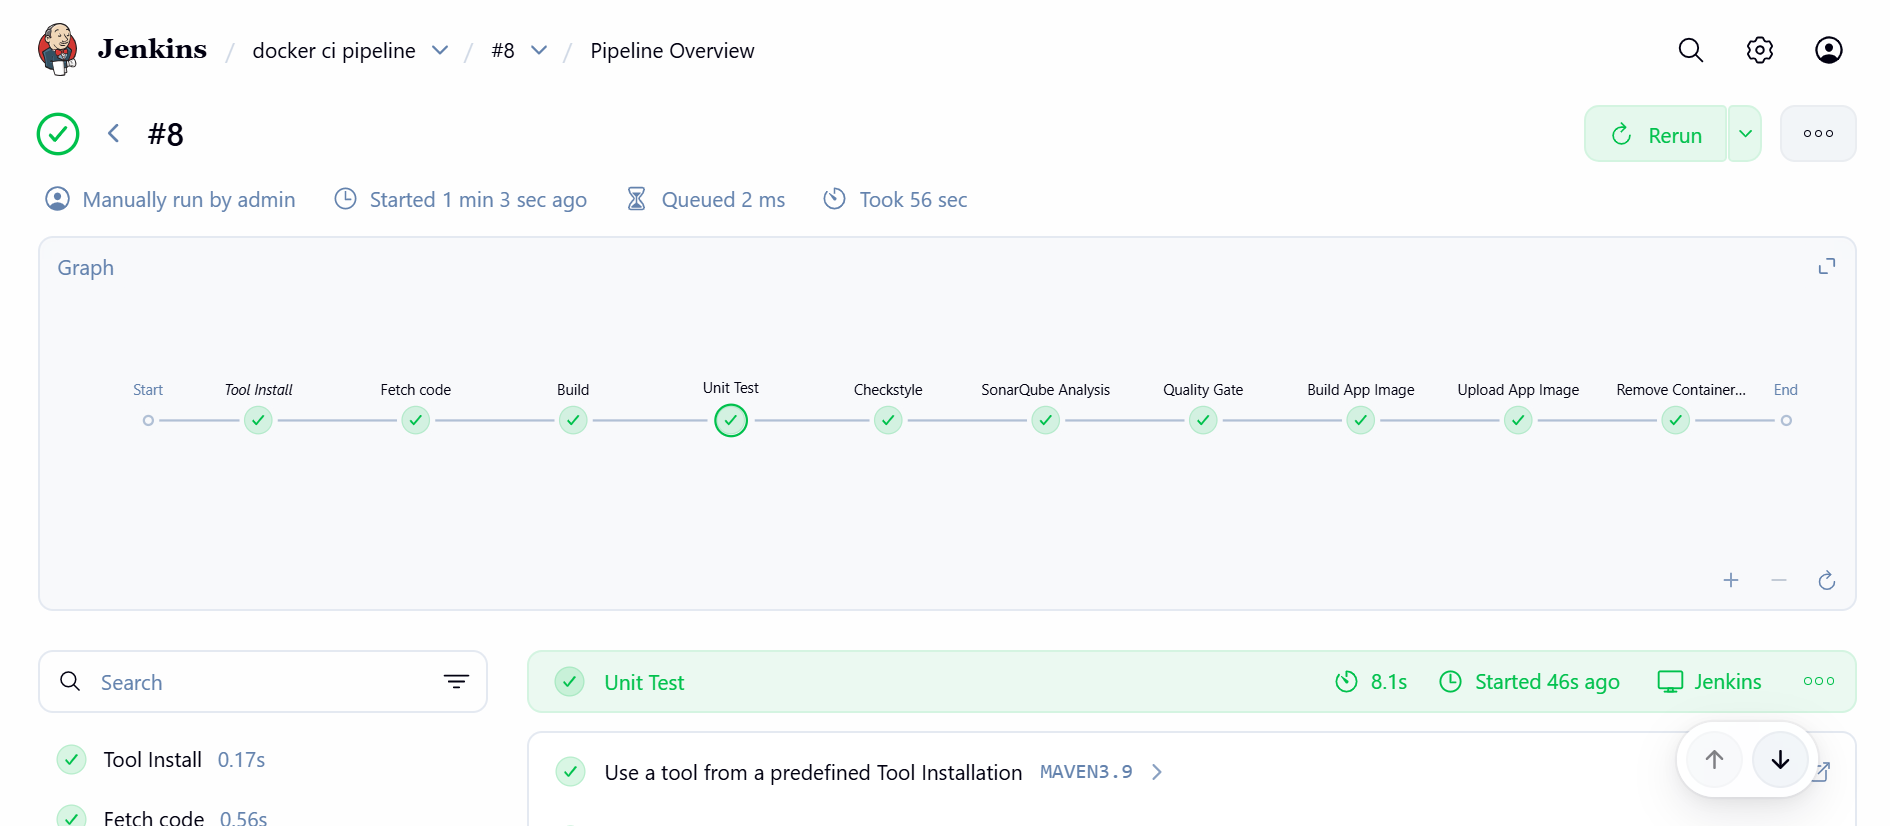 Jenkins / docker ci pipeline / #8 / Pipeline Overview
#8
Rerun
Manually run by admin Started 1 min 3 sec ago Queued 2 ms Took 56 sec
Graph
Start Tool Install Fetch code Build Unit Test Checkstyle SonarQube Analysis Quality Gate Build App Image Upload App Image Remove Container... End
Search
Unit Test 8.1s Started 46s ago Jenkins
Tool Install 0.17s
Use a tool from a predefined Tool Installation MAVEN3.9
Fetch code 0.56s